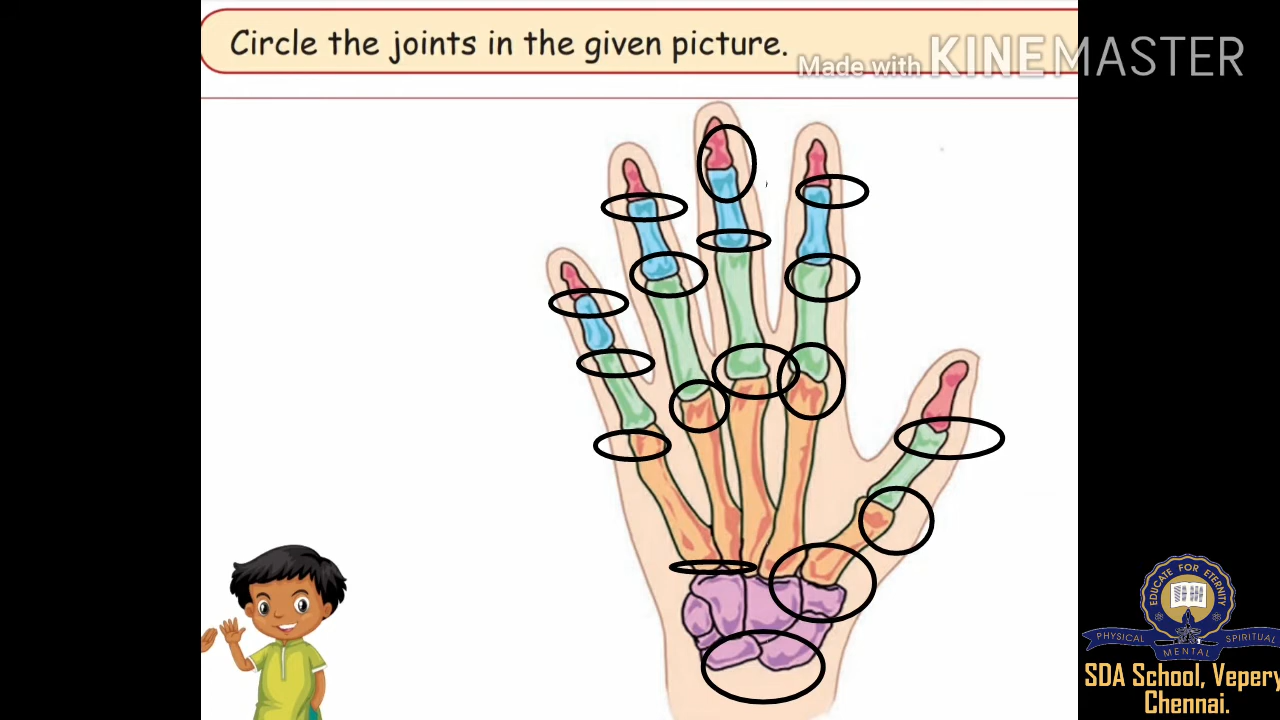 Circle the joints in the given picture.
Made with KINEMASTER
EDUCATE FOR ETERNITY
PHYSICAL MENTAL SPIRITUAL
SDA School, Vepery
Chennai.